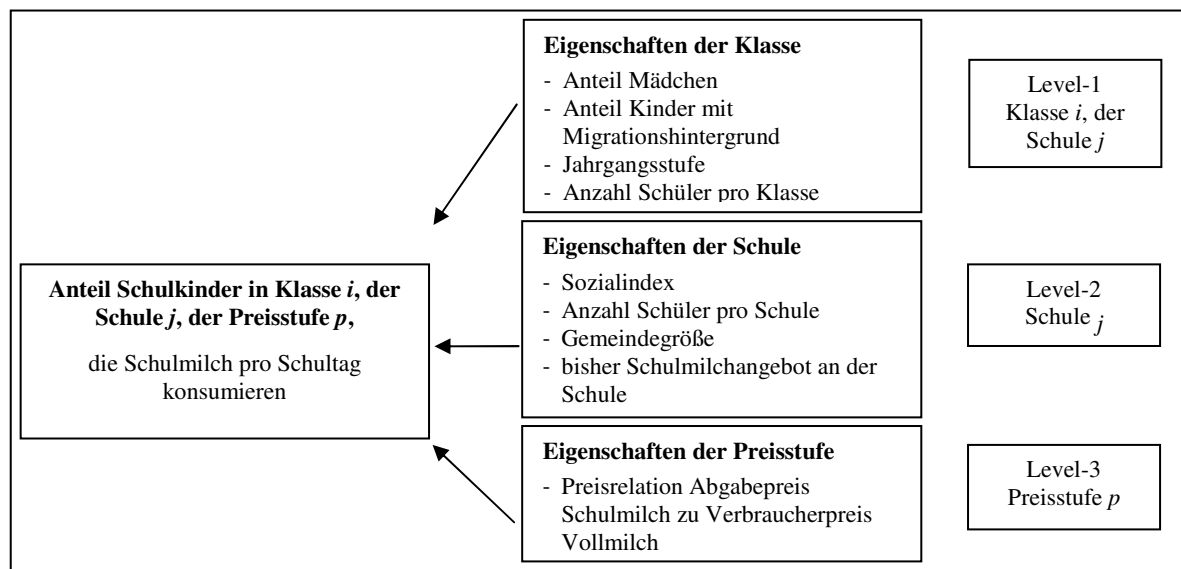 Eigenschaften der Klasse
- Anteil Mädchen
- Anteil Kinder mit
Migrationshintergrund
- Jahrgangsstufe
- Anzahl Schüler pro Klasse
Level-1
Klasse i, der
Schule j
Anteil Schulkinder in Klasse i, der
Schule j, der Preisstufe p,
die Schulmilch pro Schultag
konsumieren
Eigenschaften der Schule
- Sozialindex
- Anzahl Schüler pro Schule
- Gemeindegröße
- bisher Schulmilchangebot an der
Schule
Level-2
Schule j
Eigenschaften der Preisstufe
- Preisrelation Abgabepreis
Schulmilch zu Verbraucherpreis
Vollmilch
Level-3
Preisstufe p